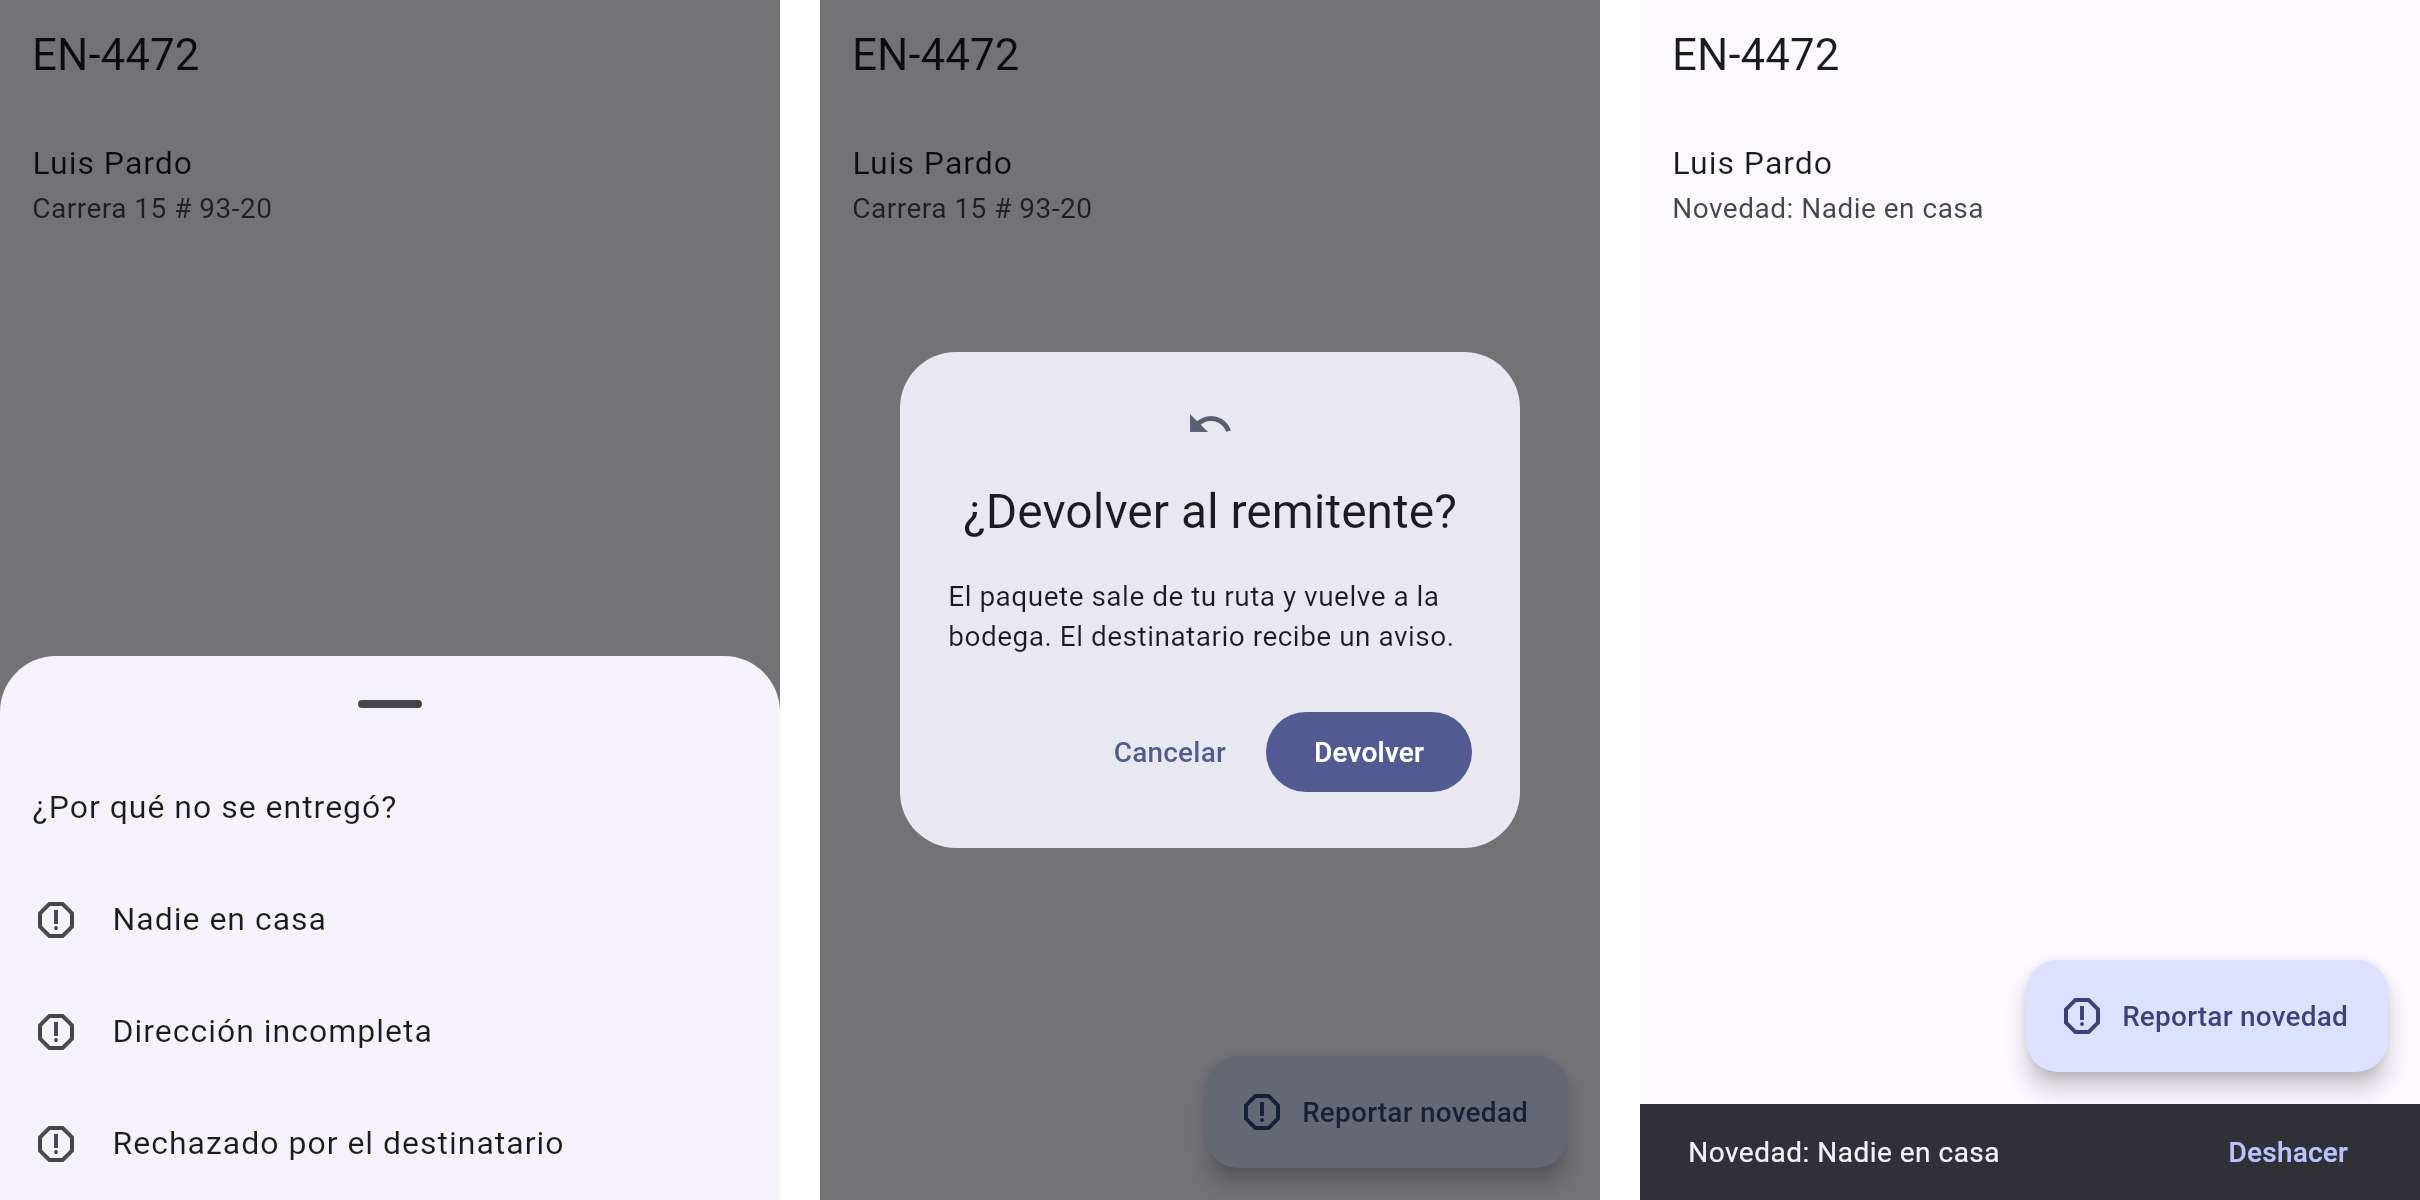 EN-4472
Luis Pardo
Carrera 15 # 93-20
¿Por qué no se entregó?
Nadie en casa
Dirección incompleta
Rechazado por el destinatario
EN-4472
Luis Pardo
Carrera 15 # 93-20
¿Devolver al remitente?
El paquete sale de tu ruta y vuelve a la
bodega. El destinatario recibe un aviso.
Cancelar
Devolver
Reportar novedad
EN-4472
Luis Pardo
Novedad: Nadie en casa
Reportar novedad
Novedad: Nadie en casa
Deshacer